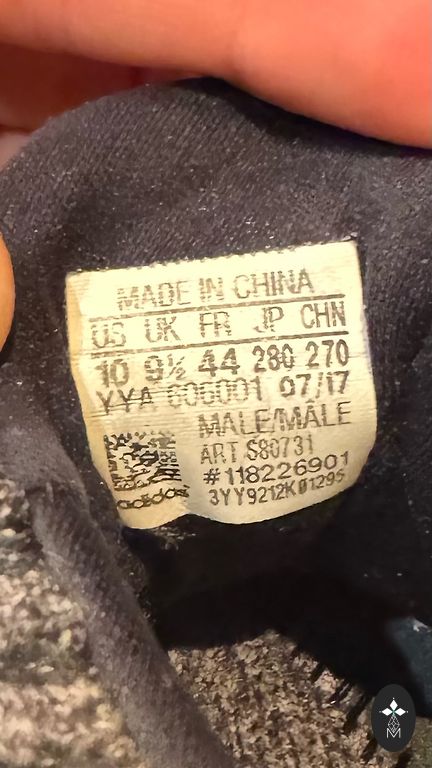 MADE IN CHINA
US UK FR JP CHN
10 9½ 44 280 270
YYA 606001 07/17
MALE/MÂLE
ART S80731
#118226901
3YY9212K01295
adidas